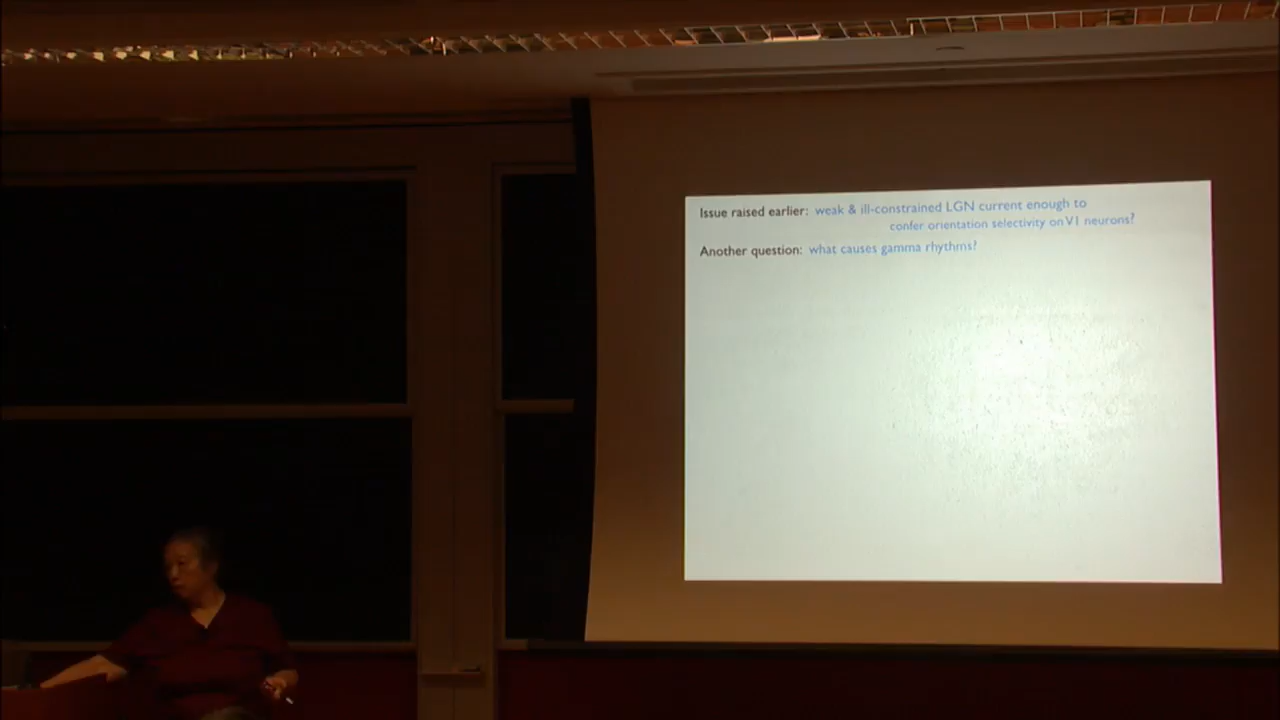 Issue raised earlier: weak & ill-constrained LGN current enough to
confer orientation selectivity on V1 neurons?
Another question: what causes gamma rhythms?